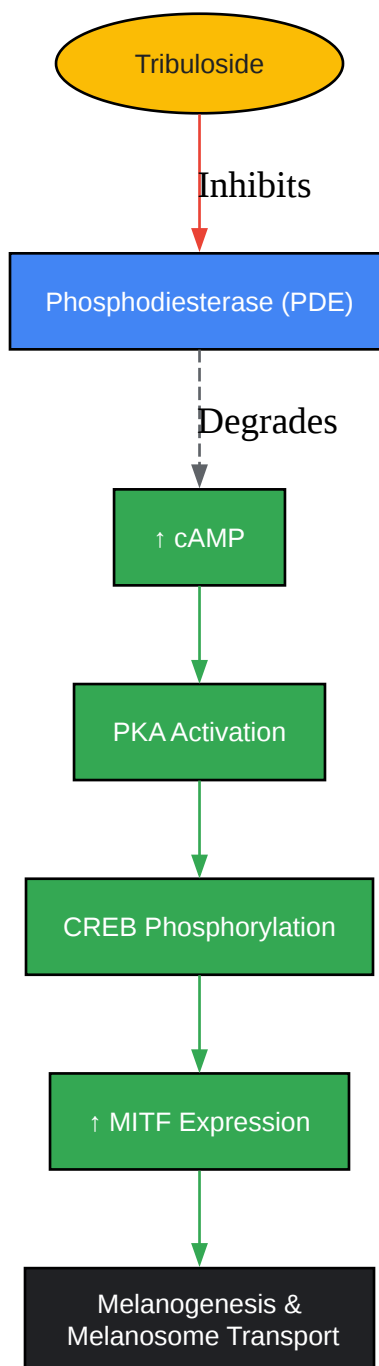 Tribuloside
Inhibits
Phosphodiesterase (PDE)
Degrades
↑ cAMP
PKA Activation
CREB Phosphorylation
↑ MITF Expression
Melanogenesis &
Melanosome Transport